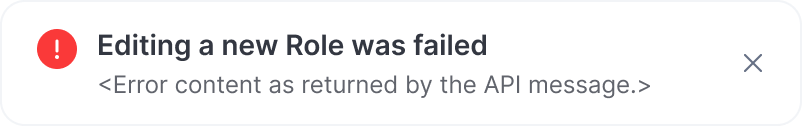 Editing a new Role was failed
<Error content as returned by the API message.>